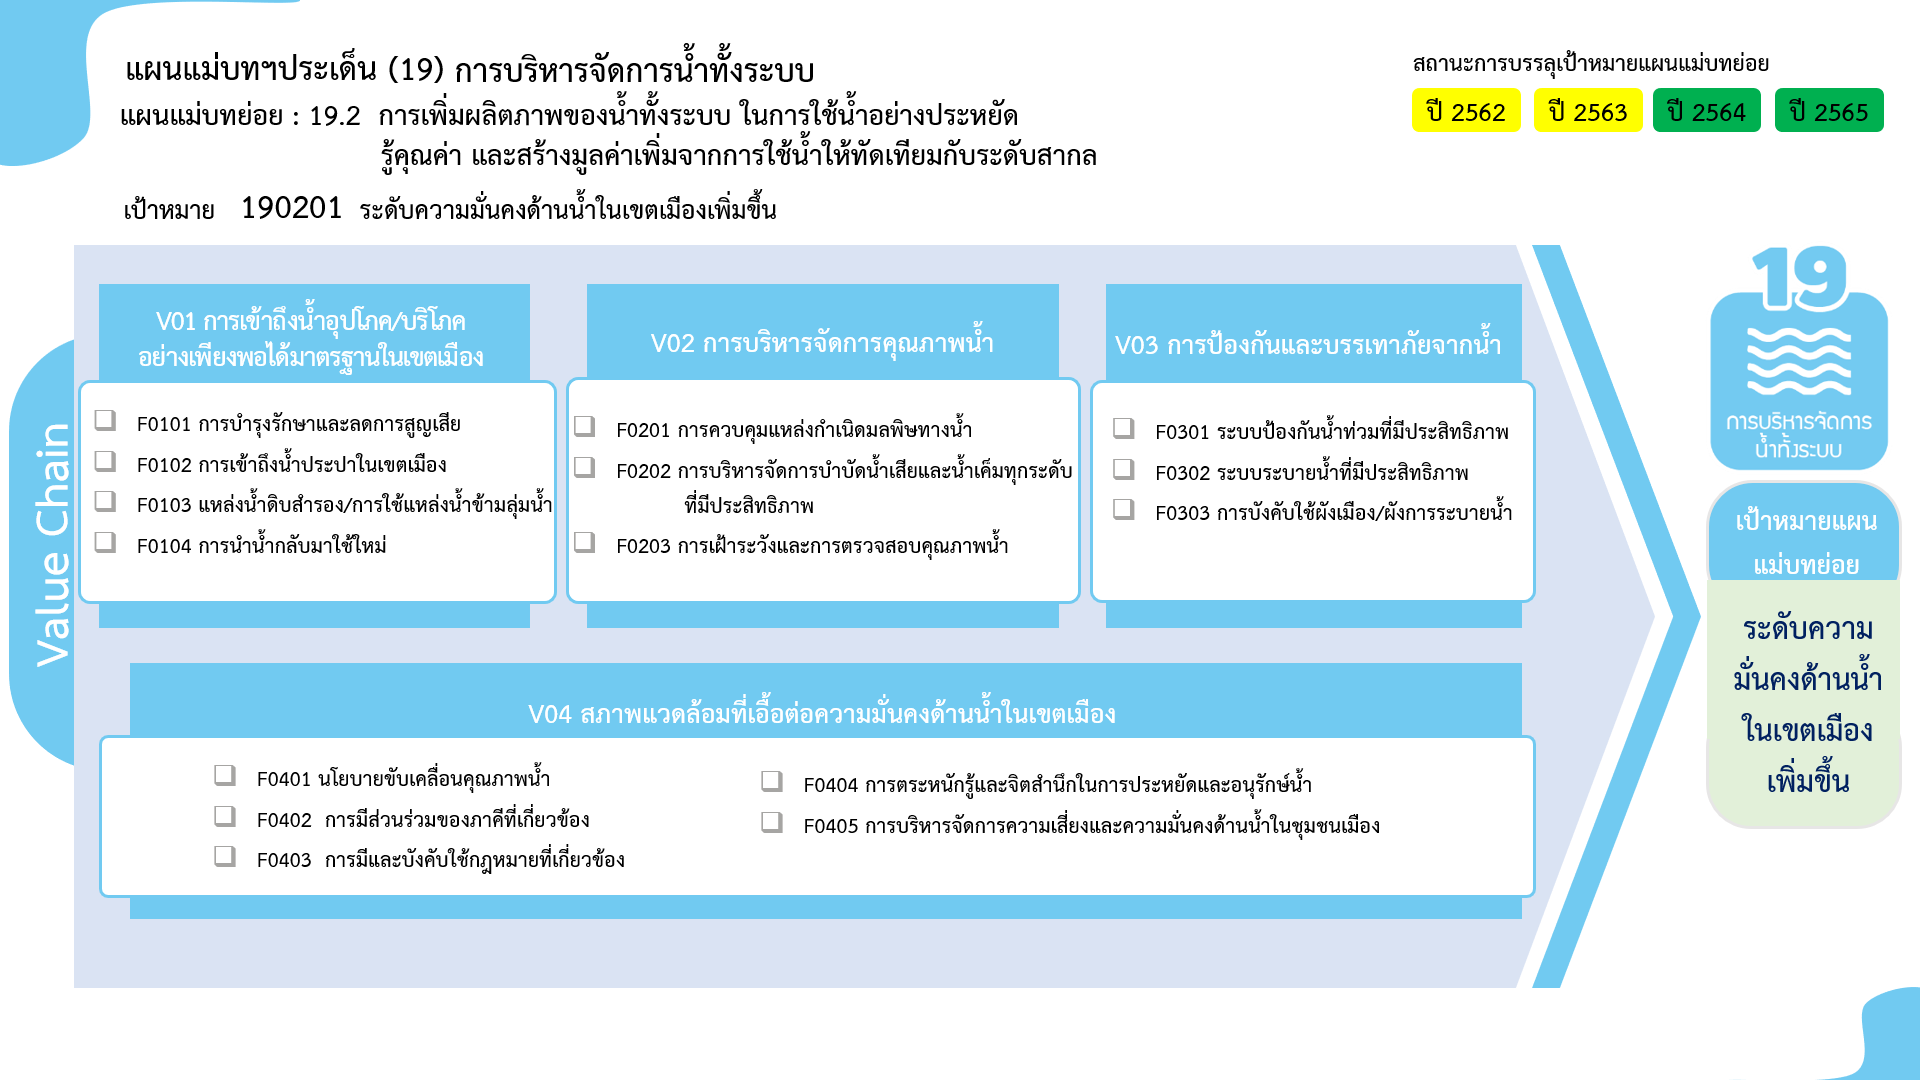 แผนแม่บทฯประเด็น (19) การบริหารจัดการน้ำทั้งระบบ
แผนแม่บทย่อย : 19.2 การเพิ่มผลิตภาพของน้ำทั้งระบบ ในการใช้น้ำอย่างประหยัด
รู้คุณค่า และสร้างมูลค่าเพิ่มจากการใช้น้ำให้ทัดเทียมกับระดับสากล
เป้าหมาย 190201 ระดับความมั่นคงด้านน้ำในเขตเมืองเพิ่มขึ้น
สถานะการบรรลุเป้าหมายแผนแม่บทย่อย
ปี 2562 ปี 2563 ปี 2564 ปี 2565
Value Chain
V01 การเข้าถึงน้ำอุปโภค/บริโภค
อย่างเพียงพอได้มาตรฐานในเขตเมือง
F0101 การบำรุงรักษาและลดการสูญเสีย
F0102 การเข้าถึงน้ำประปาในเขตเมือง
F0103 แหล่งน้ำดิบสำรอง/การใช้แหล่งน้ำข้ามลุ่มน้ำ
F0104 การนำน้ำกลับมาใช้ใหม่
V02 การบริหารจัดการคุณภาพน้ำ
F0201 การควบคุมแหล่งกำเนิดมลพิษทางน้ำ
F0202 การบริหารจัดการบำบัดน้ำเสียและน้ำเค็มทุกระดับ
ที่มีประสิทธิภาพ
F0203 การเฝ้าระวังและการตรวจสอบคุณภาพน้ำ
V03 การป้องกันและบรรเทาภัยจากน้ำ
F0301 ระบบป้องกันน้ำท่วมที่มีประสิทธิภาพ
F0302 ระบบระบายน้ำที่มีประสิทธิภาพ
F0303 การบังคับใช้ผังเมือง/ผังการระบายน้ำ
V04 สภาพแวดล้อมที่เอื้อต่อความมั่นคงด้านน้ำในเขตเมือง
F0401 นโยบายขับเคลื่อนคุณภาพน้ำ
F0402 การมีส่วนร่วมของภาคีที่เกี่ยวข้อง
F0403 การมีและบังคับใช้กฎหมายที่เกี่ยวข้อง
F0404 การตระหนักรู้และจิตสำนึกในการประหยัดและอนุรักษ์น้ำ
F0405 การบริหารจัดการความเสี่ยงและความมั่นคงด้านน้ำในชุมชนเมือง
19
การบริหารจัดการ
น้ำทั้งระบบ
เป้าหมายแผน
แม่บทย่อย
ระดับความ
มั่นคงด้านน้ำ
ในเขตเมือง
เพิ่มขึ้น